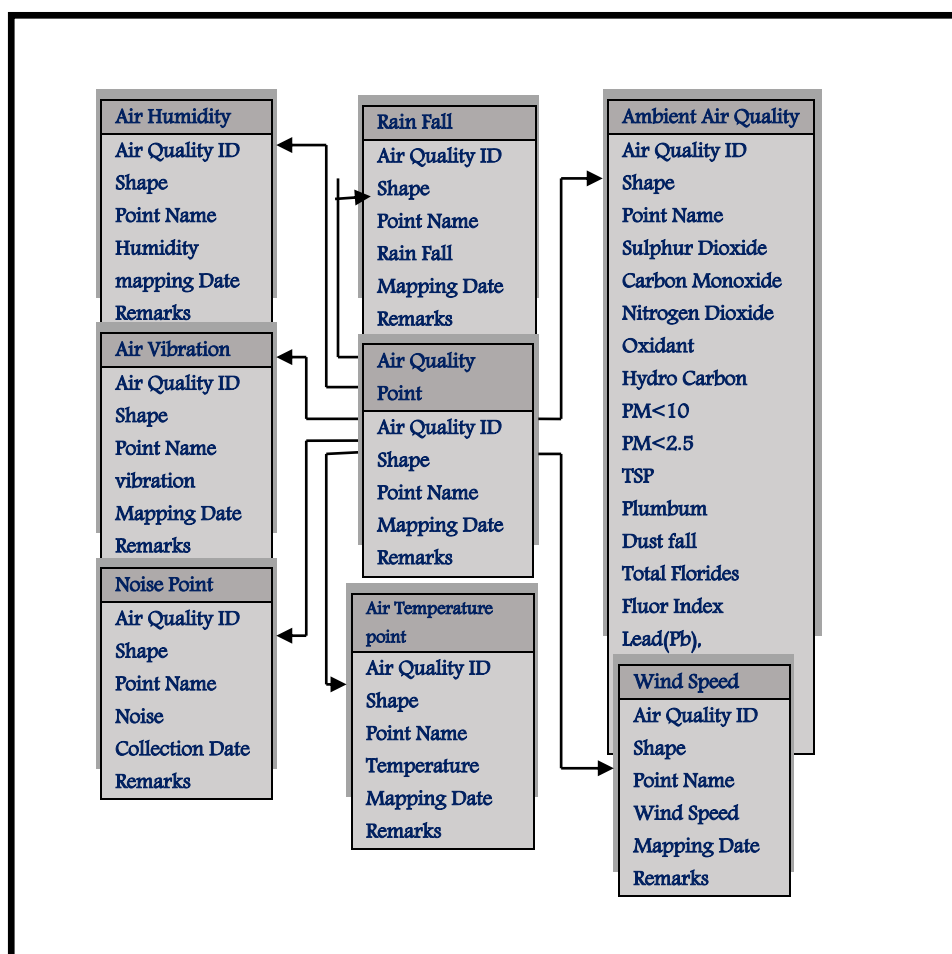 Air Humidity
Air Quality ID
Shape
Point Name
Humidity
mapping Date
Remarks
Air Vibration
Air Quality ID
Shape
Point Name
vibration
Mapping Date
Remarks
Noise Point
Air Quality ID
Shape
Point Name
Noise
Collection Date
Remarks
Rain Fall
Air Quality ID
Shape
Point Name
Rain Fall
Mapping Date
Remarks
Air Quality
Point
Air Quality ID
Shape
Point Name
Mapping Date
Remarks
Air Temperature
point
Air Quality ID
Shape
Point Name
Temperature
Mapping Date
Remarks
Ambient Air Quality
Air Quality ID
Shape
Point Name
Sulphur Dioxide
Carbon Monoxide
Nitrogen Dioxide
Oxidant
Hydro Carbon
PM<10
PM<2.5
TSP
Plumbum
Dust fall
Total Florides
Fluor Index
Lead(Pb),
Wind Speed
Air Quality ID
Shape
Point Name
Wind Speed
Mapping Date
Remarks